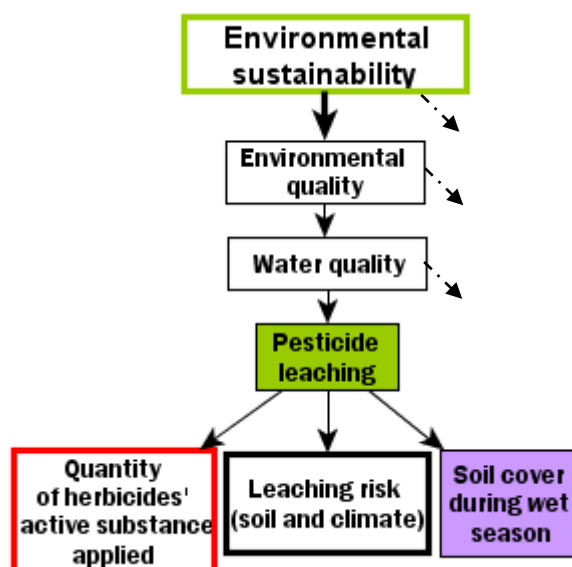 Environmental
sustainability
Environmental
quality
Water quality
Pesticide
leaching
Quantity
of herbicides'
active substance
applied
Leaching risk
(soil and climate)
Soil cover
during wet
season